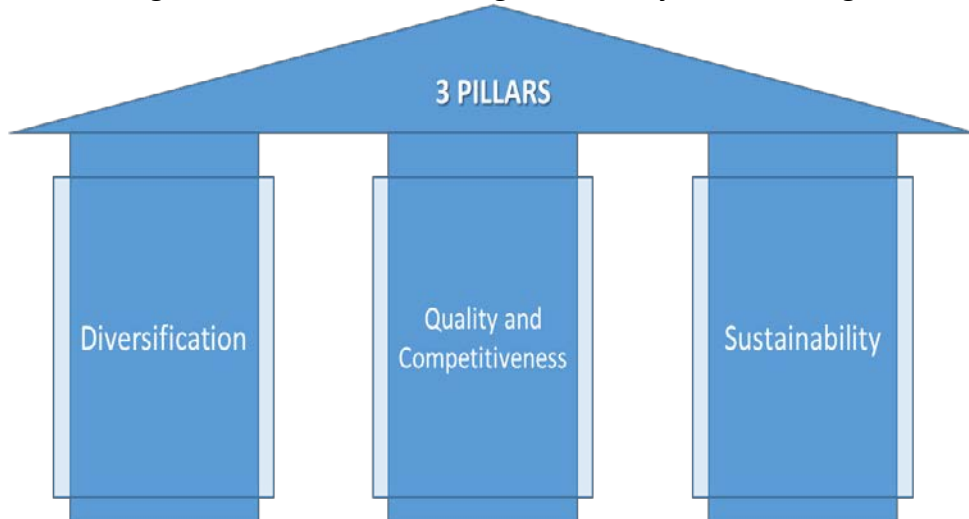 3 PILLARS
Diversification
Quality and
Competitiveness
Sustainability